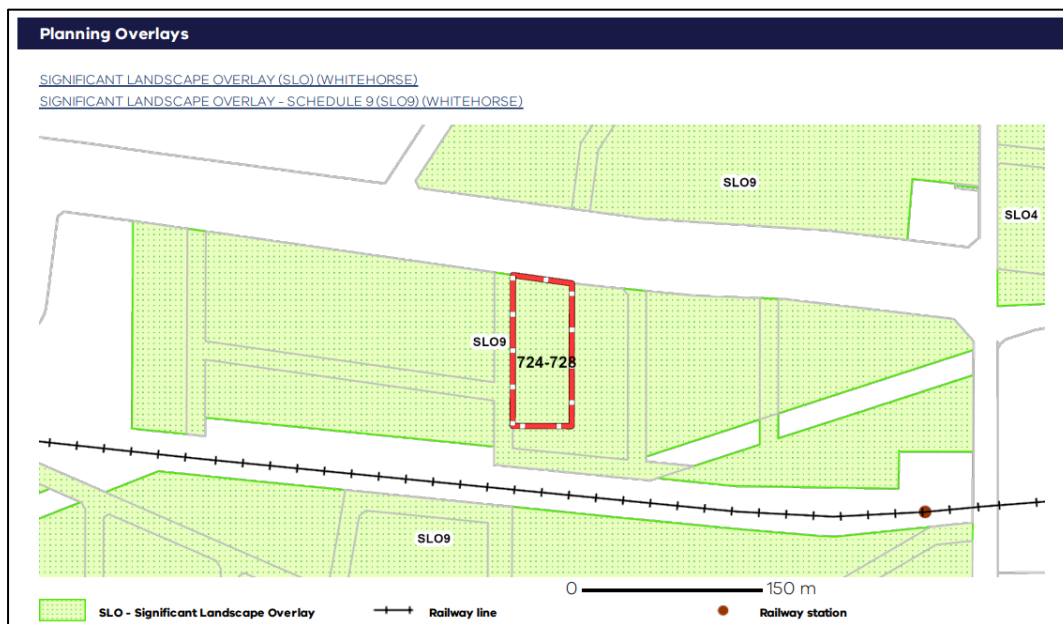 Planning Overlays
SIGNIFICANT LANDSCAPE OVERLAY (SLO) (WHITEHORSE)
SIGNIFICANT LANDSCAPE OVERLAY - SCHEDULE 9 (SLO9) (WHITEHORSE)
SLO9
SLO4
SLO9
724-728
SLO9
0 150 m
SLO - Significant Landscape Overlay Railway line Railway station